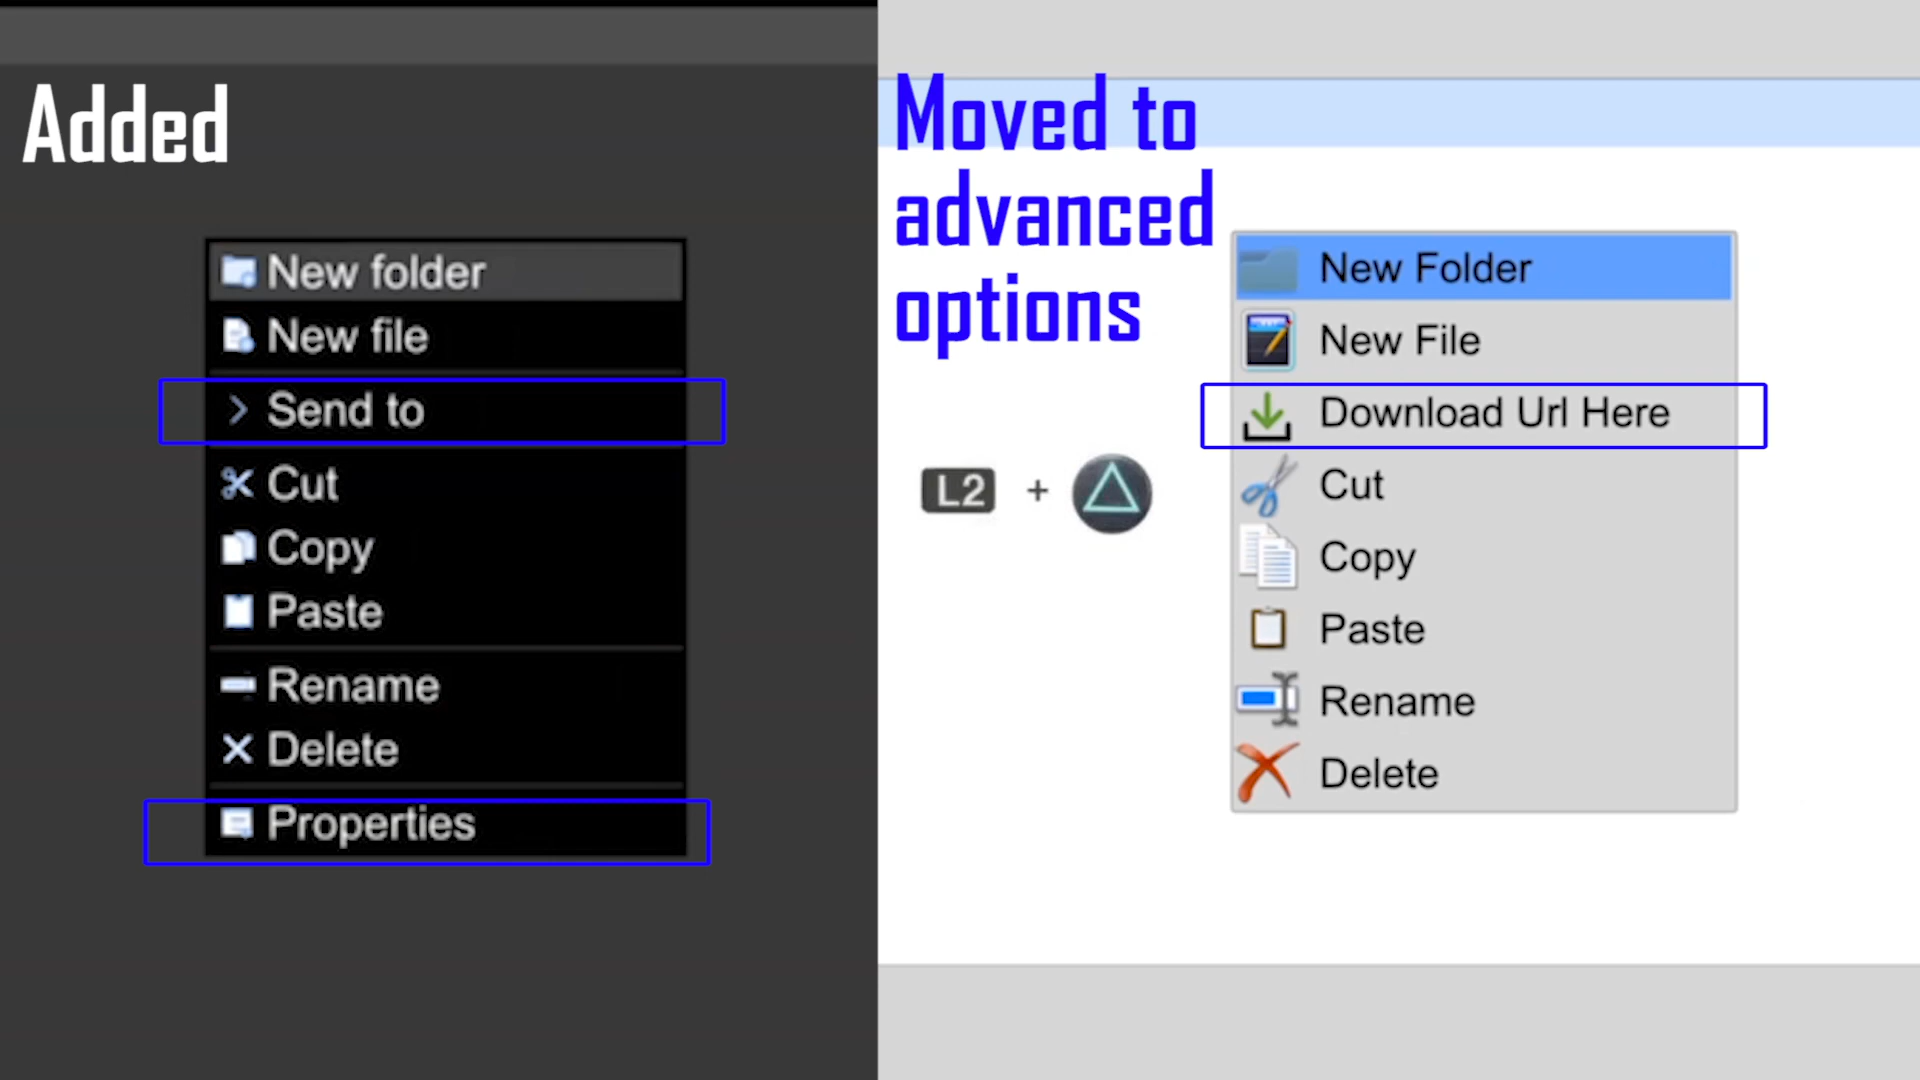 Added
New folder
New file
Send to
Cut
Copy
Paste
Rename
Delete
Properties
Moved to
advanced
options
L2 +
New Folder
New File
Download Url Here
Cut
Copy
Paste
Rename
Delete